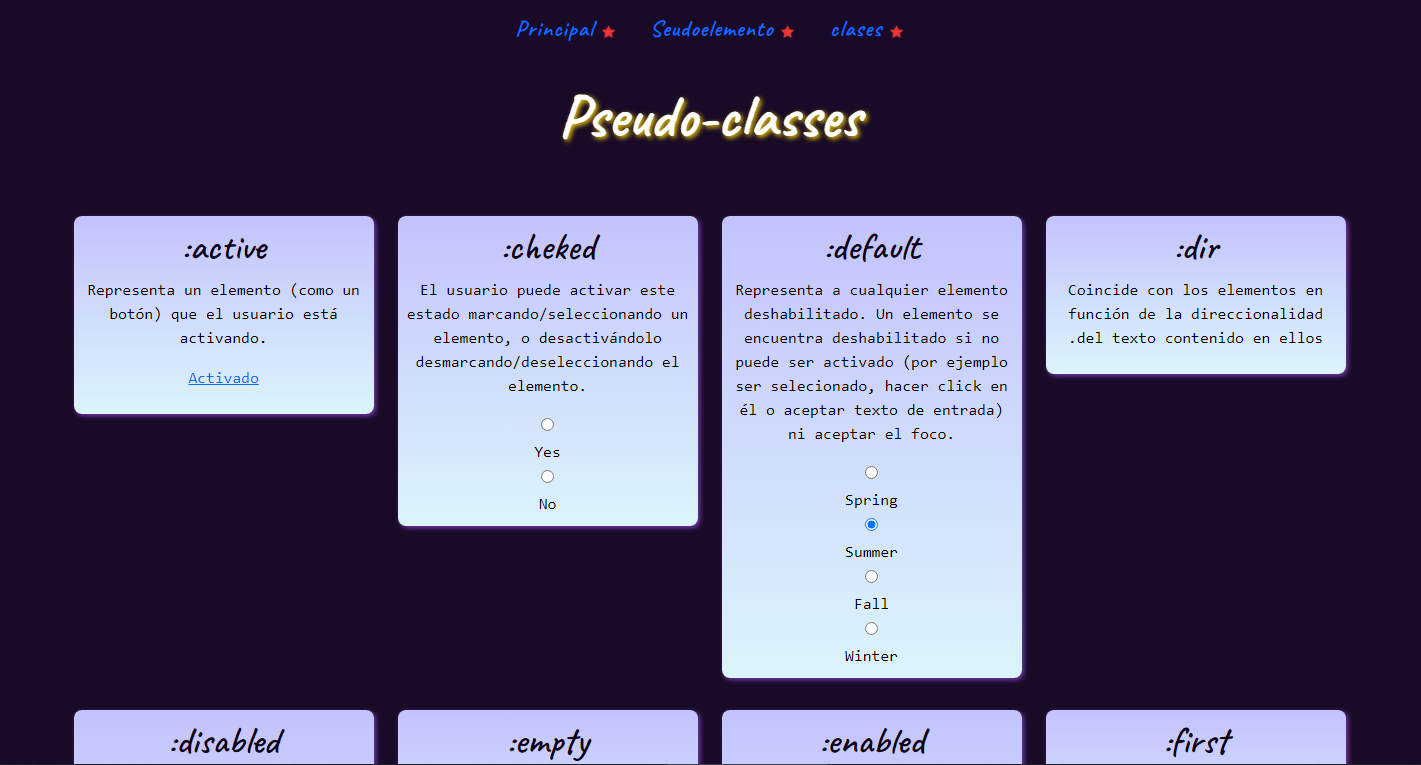 Principal Seudoelemento clases
Pseudo-classes
:active
Representa un elemento (como un
botón) que el usuario está
activando.
Activado
:cheked
El usuario puede activar este
estado marcando/seleccionando un
elemento, o desactivándolo
desmarcando/deseleccionando el
elemento.
Yes
No
:default
Representa a cualquier elemento
deshabilitado. Un elemento se
encuentra deshabilitado si no
puede ser activado (por ejemplo
ser selecionado, hacer click en
él o aceptar texto de entrada)
ni aceptar el foco.
Spring
Summer
Fall
Winter
:dir
Coincide con los elementos en
función de la direccionalidad
.del texto contenido en ellos
:disabled
:empty
:enabled
:first